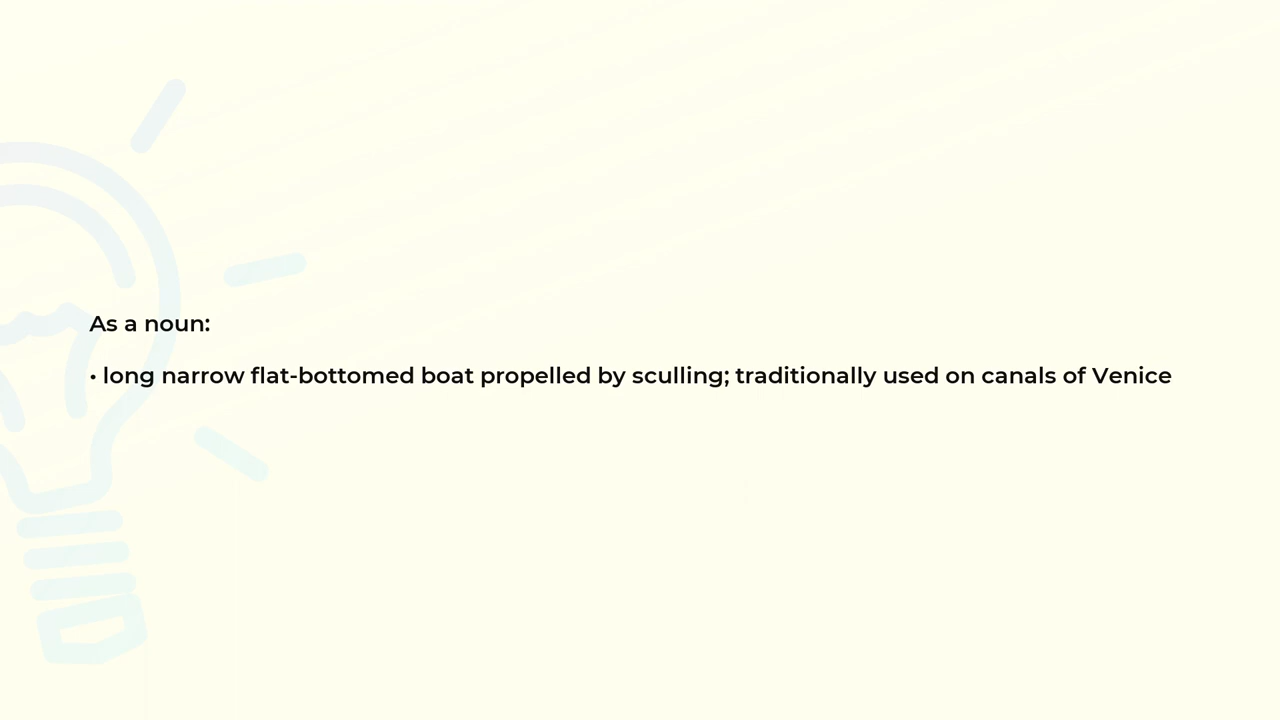 As a noun:
• long narrow flat-bottomed boat propelled by sculling; traditionally used on canals of Venice